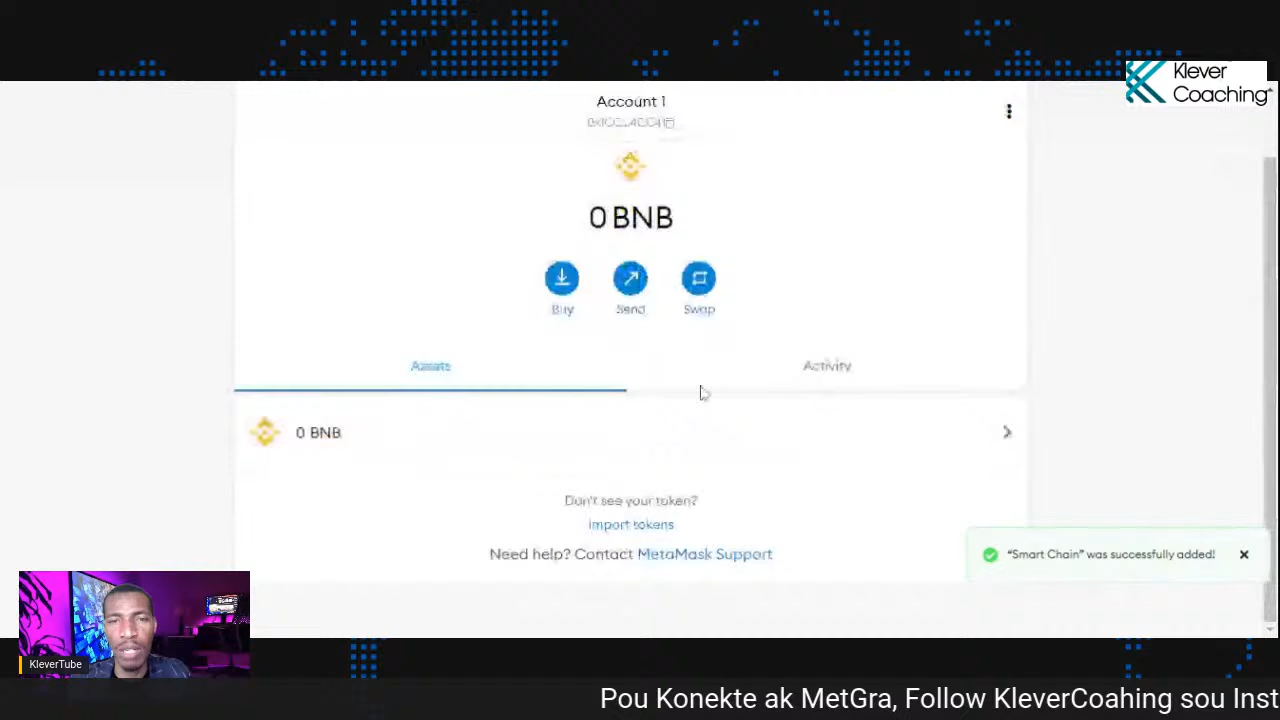 Klever
Coaching
Account 1
0 BNB
Buy
Send
Swap
Assets
Activity
0 BNB
Don't see your token?
Import tokens
Need help? Contact MetaMask Support
"Smart Chain" was successfully added!
KleverTube
Pou Konekte ak MetGra, Follow KleverCoahing sou Inst